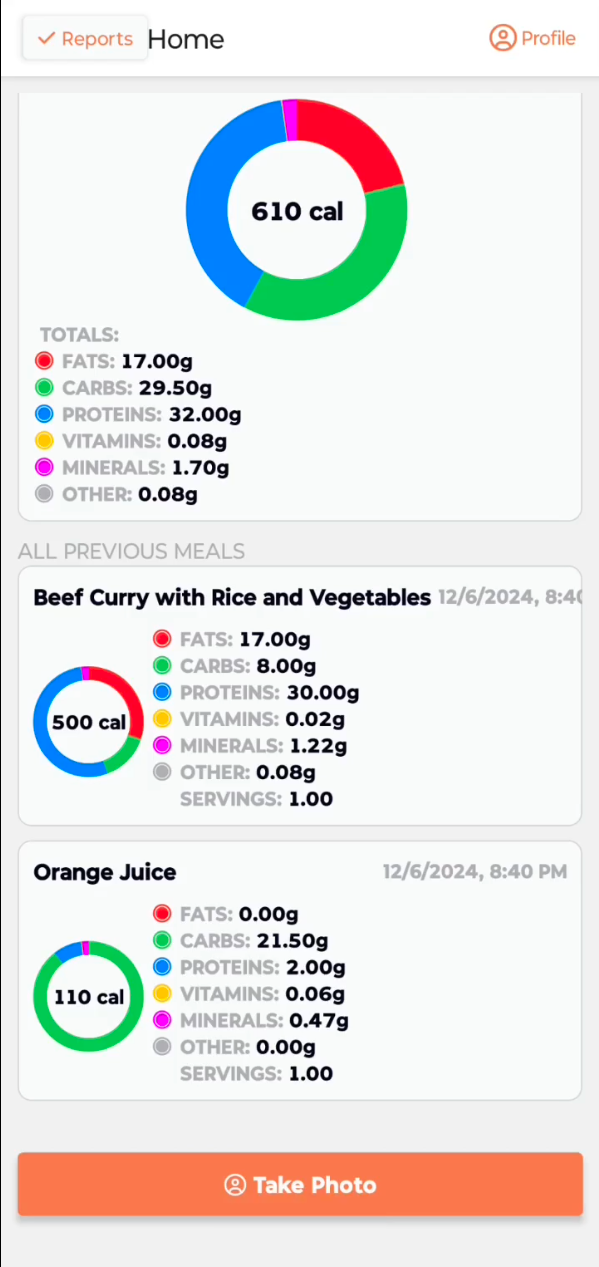 Reports Home Profile
610 cal
TOTALS:
FATS: 17.00g
CARBS: 29.50g
PROTEINS: 32.00g
VITAMINS: 0.08g
MINERALS: 1.70g
OTHER: 0.08g
ALL PREVIOUS MEALS
Beef Curry with Rice and Vegetables 12/6/2024, 8:40
500 cal
FATS: 17.00g
CARBS: 8.00g
PROTEINS: 30.00g
VITAMINS: 0.02g
MINERALS: 1.22g
OTHER: 0.08g
SERVINGS: 1.00
Orange Juice 12/6/2024, 8:40 PM
110 cal
FATS: 0.00g
CARBS: 21.50g
PROTEINS: 2.00g
VITAMINS: 0.06g
MINERALS: 0.47g
OTHER: 0.00g
SERVINGS: 1.00
Take Photo